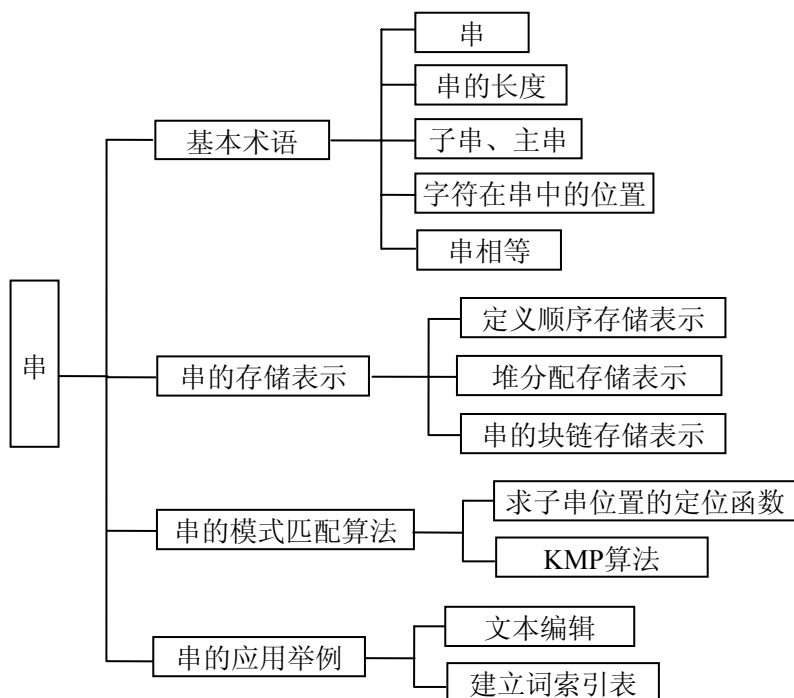 串
基本术语
串
串的长度
子串、主串
字符在串中的位置
串相等
串的存储表示
定义顺序存储表示
堆分配存储表示
串的块链存储表示
串的模式匹配算法
求子串位置的定位函数
KMP算法
串的应用举例
文本编辑
建立词索引表